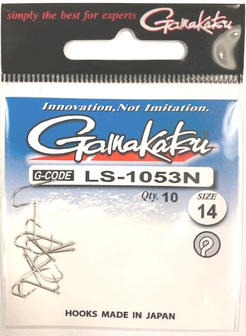 simply the best for experts
Gamakatsu
Innovation, Not Imitation.
Gamakatsu
G-CODE LS-1053N
Qty. 10
SIZE
14
HOOKS MADE IN JAPAN